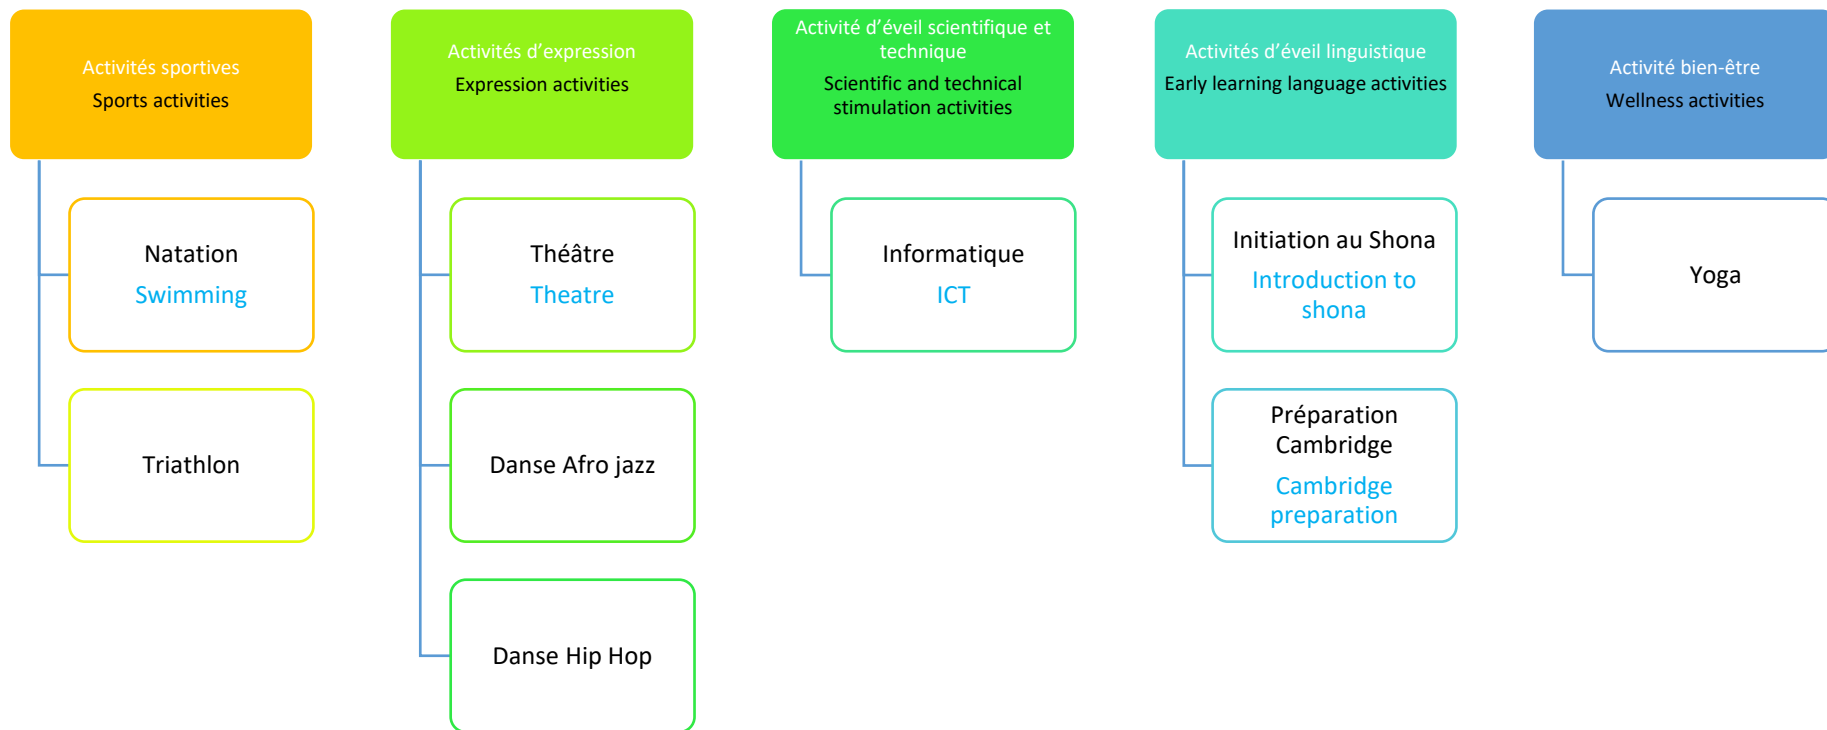 Activités sportives
Sports activities
Natation
Swimming
Triathlon
Activités d’expression
Expression activities
Théâtre
Theatre
Danse Afro jazz
Danse Hip Hop
Activité d’éveil scientifique et
technique
Scientific and technical
stimulation activities
Informatique
ICT
Activités d’éveil linguistique
Early learning language activities
Initiation au Shona
Introduction to
shona
Préparation
Cambridge
Cambridge
preparation
Activité bien-être
Wellness activities
Yoga